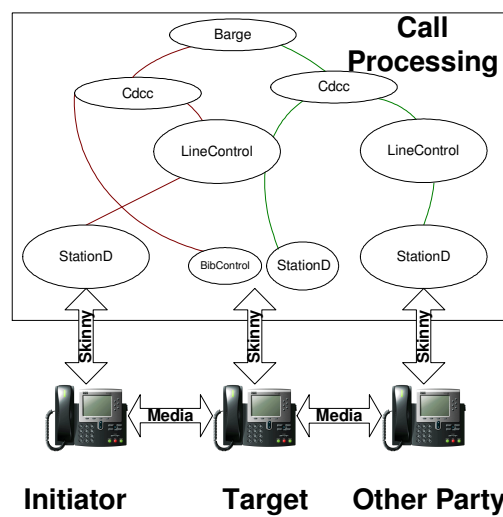 Barge
Call
Processing
Cdcc
Cdcc
LineControl
LineControl
StationD
BibControl
StationD
StationD
Skinny
Skinny
Skinny
Media
Media
Initiator
Target
Other Party